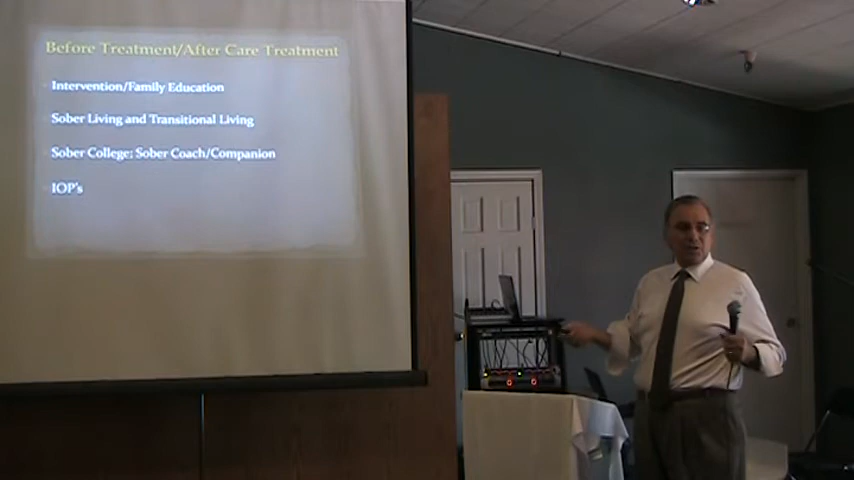 Before Treatment/After Care Treatment
Intervention/Family Education
Sober Living and Transitional Living
Sober College; Sober Coach/Companion
IOP's